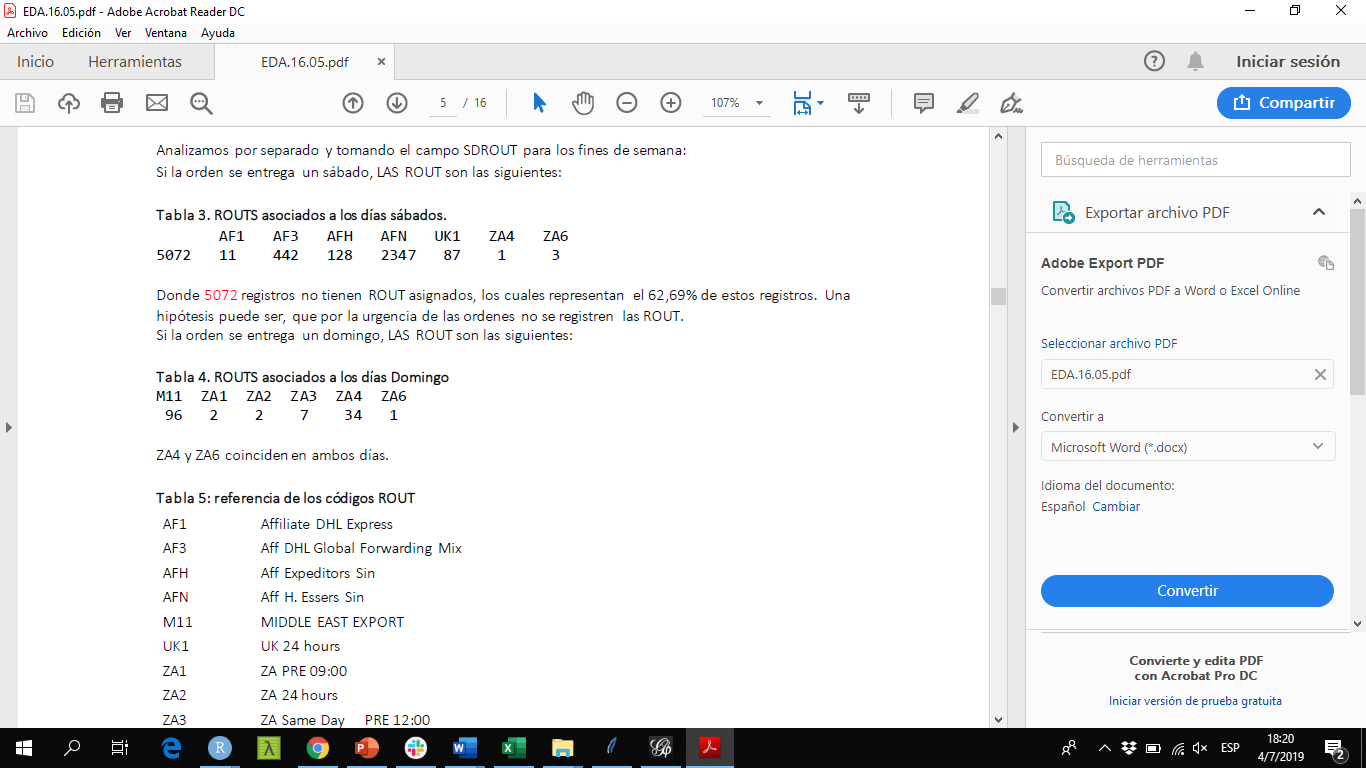 EDA.16.05.pdf - Adobe Acrobat Reader DC
Archivo Edición Ver Ventana Ayuda
Inicio Herramientas EDA.16.05.pdf × Iniciar sesión
5 / 16 107% Compartir
Analizamos por separado y tomando el campo SDROUT para los fines de semana:
Si la orden se entrega un sábado, LAS ROUT son las siguientes:
Tabla 3. ROUTS asociados a los días sábados.
AF1 AF3 AFH AFN UK1 ZA4 ZA6
5072 11 442 128 2347 87 1 3
Donde 5072 registros no tienen ROUT asignados, los cuales representan el 62,69% de estos registros. Una
hipótesis puede ser, que por la urgencia de las ordenes no se registren las ROUT.
Si la orden se entrega un domingo, LAS ROUT son las siguientes:
Tabla 4. ROUTS asociados a los días Domingo
M11 ZA1 ZA2 ZA3 ZA4 ZA6
96 2 2 7 34 1
ZA4 y ZA6 coinciden en ambos días.
Tabla 5: referencia de los códigos ROUT
AF1 Affiliate DHL Express
AF3 Aff DHL Global Forwarding Mix
AFH Aff Expeditors Sin
AFN Aff H. Essers Sin
M11 MIDDLE EAST EXPORT
UK1 UK 24 hours
ZA1 ZA PRE 09:00
ZA2 ZA 24 hours
ZA3 ZA Same Day PRE 12:00
Búsqueda de herramientas
Exportar archivo PDF
Adobe Export PDF
Convertir archivos PDF a Word o Excel Online
Seleccionar archivo PDF
EDA.16.05.pdf
Convertir a
Microsoft Word (*.docx)
Idioma del documento:
Español Cambiar
Convertir
Convierte y edita PDF
con Acrobat Pro DC
Iniciar versión de prueba gratuita
ESP
18:20
4/7/2019
2